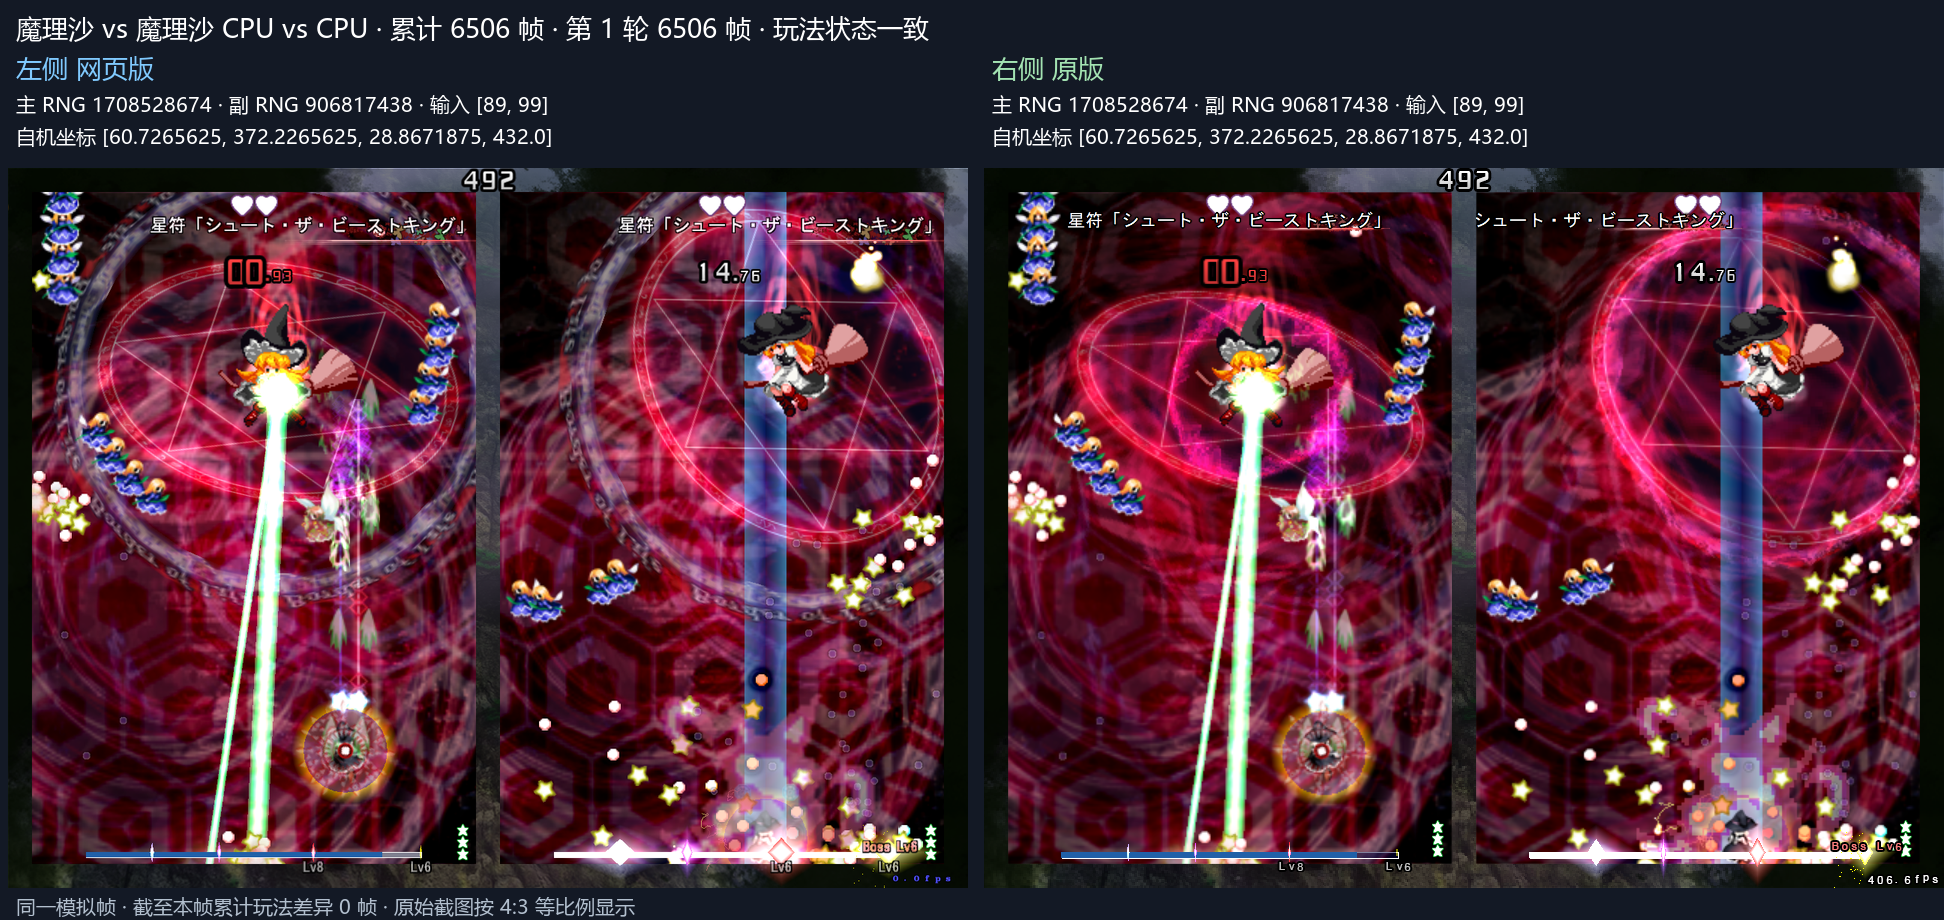 魔理沙 vs 魔理沙 CPU vs CPU · 累计 6506 帧 · 第 1 轮 6506 帧 · 玩法状态一致
左侧 网页版
主 RNG 1708528674 · 副 RNG 906817438 · 输入 [89, 99]
自机坐标 [60.7265625, 372.2265625, 28.8671875, 432.0]
右侧 原版
主 RNG 1708528674 · 副 RNG 906817438 · 输入 [89, 99]
自机坐标 [60.7265625, 372.2265625, 28.8671875, 432.0]
492
星符「シュート・ザ・ビーストキング」
星符「シュート・ザ・ビーストキング」
00.93
14.76
Boss Lv6
Lv8
Lv6
Lv6
Lv6
0.0fps
492
星符「シュート・ザ・ビーストキング」
シュート・ザ・ビーストキング」
00.93
14.76
Boss Lv6
Lv8
Lv6
406.6fps
同一模拟帧 · 截至本帧累计玩法差异 0 帧 · 原始截图按 4:3 等比例显示